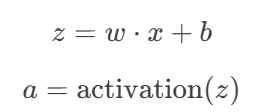 z = w · x + b
a = activation(z)